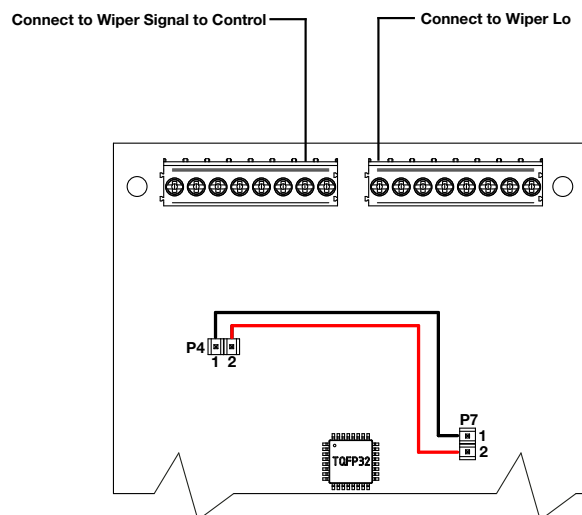 Connect to Wiper Signal to Control
Connect to Wiper Lo
P4
1 2
P7
1
2
TQFP32